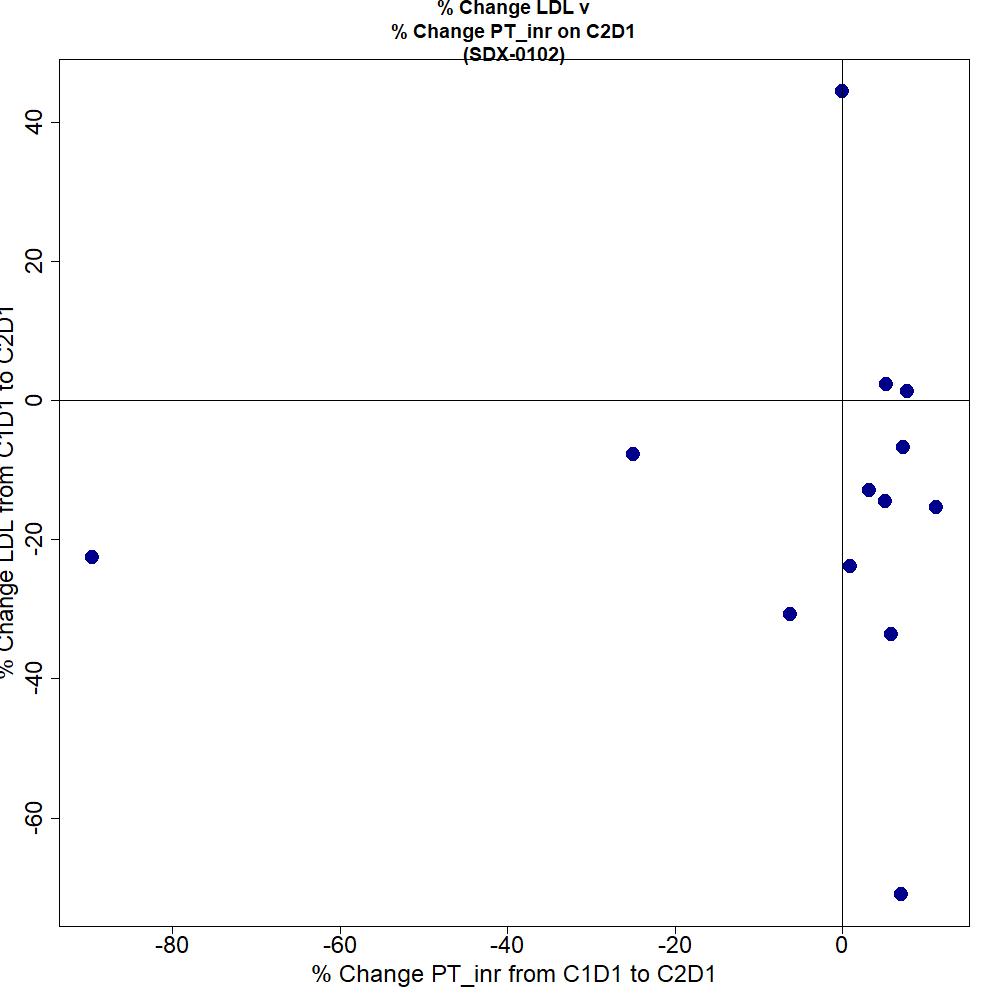 % Change LDL v
% Change PT_inr on C2D1
(SDX-0102)
% Change LDL from C1D1 to C2D1
40
20
0
-20
-40
-60
-80
-60
-40
-20
0
% Change PT_inr from C1D1 to C2D1